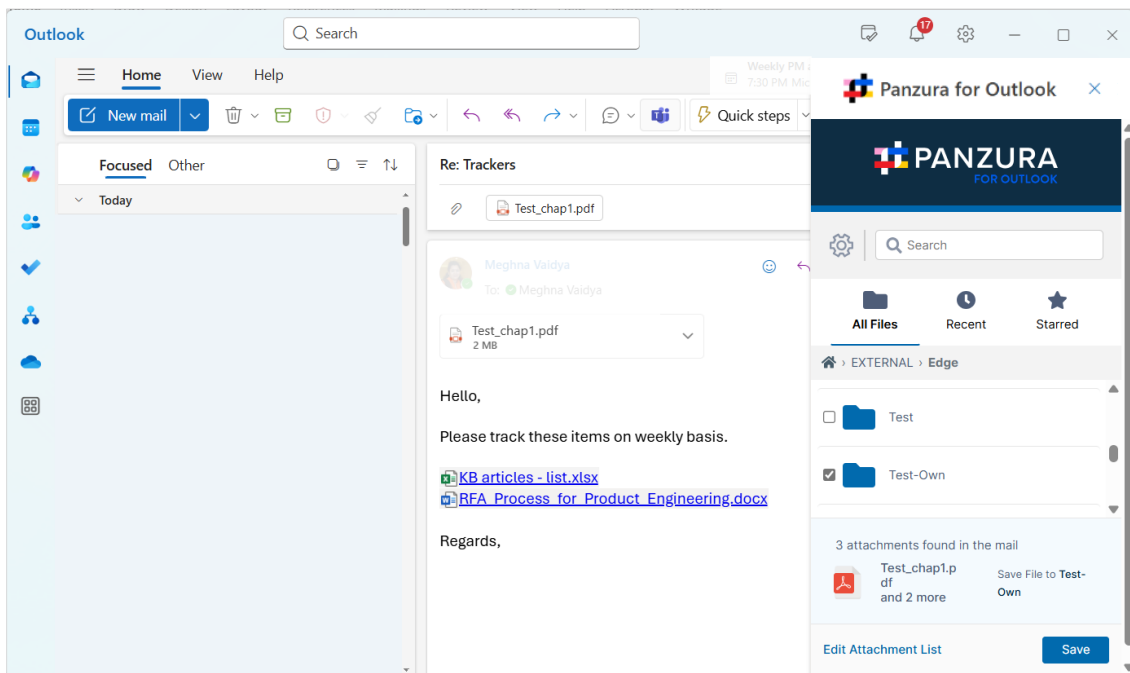 Outlook
Search
17
Home View Help
Weekly PM
7:30 PM Mic
New mail
Quick steps
Focused Other
Today
Re: Trackers
Test_chap1.pdf
Meghna Vaidya
To: Meghna Vaidya
Test_chap1.pdf
2 MB
Hello,
Please track these items on weekly basis.
KB articles - list.xlsx
RFA_Process_for_Product_Engineering.docx
Regards,
Panzura for Outlook
PANZURA
FOR OUTLOOK
Search
All Files Recent Starred
EXTERNAL › Edge
Test
Test-Own
3 attachments found in the mail
Test_chap1.p
df
and 2 more
Save File to Test-
Own
Edit Attachment List
Save